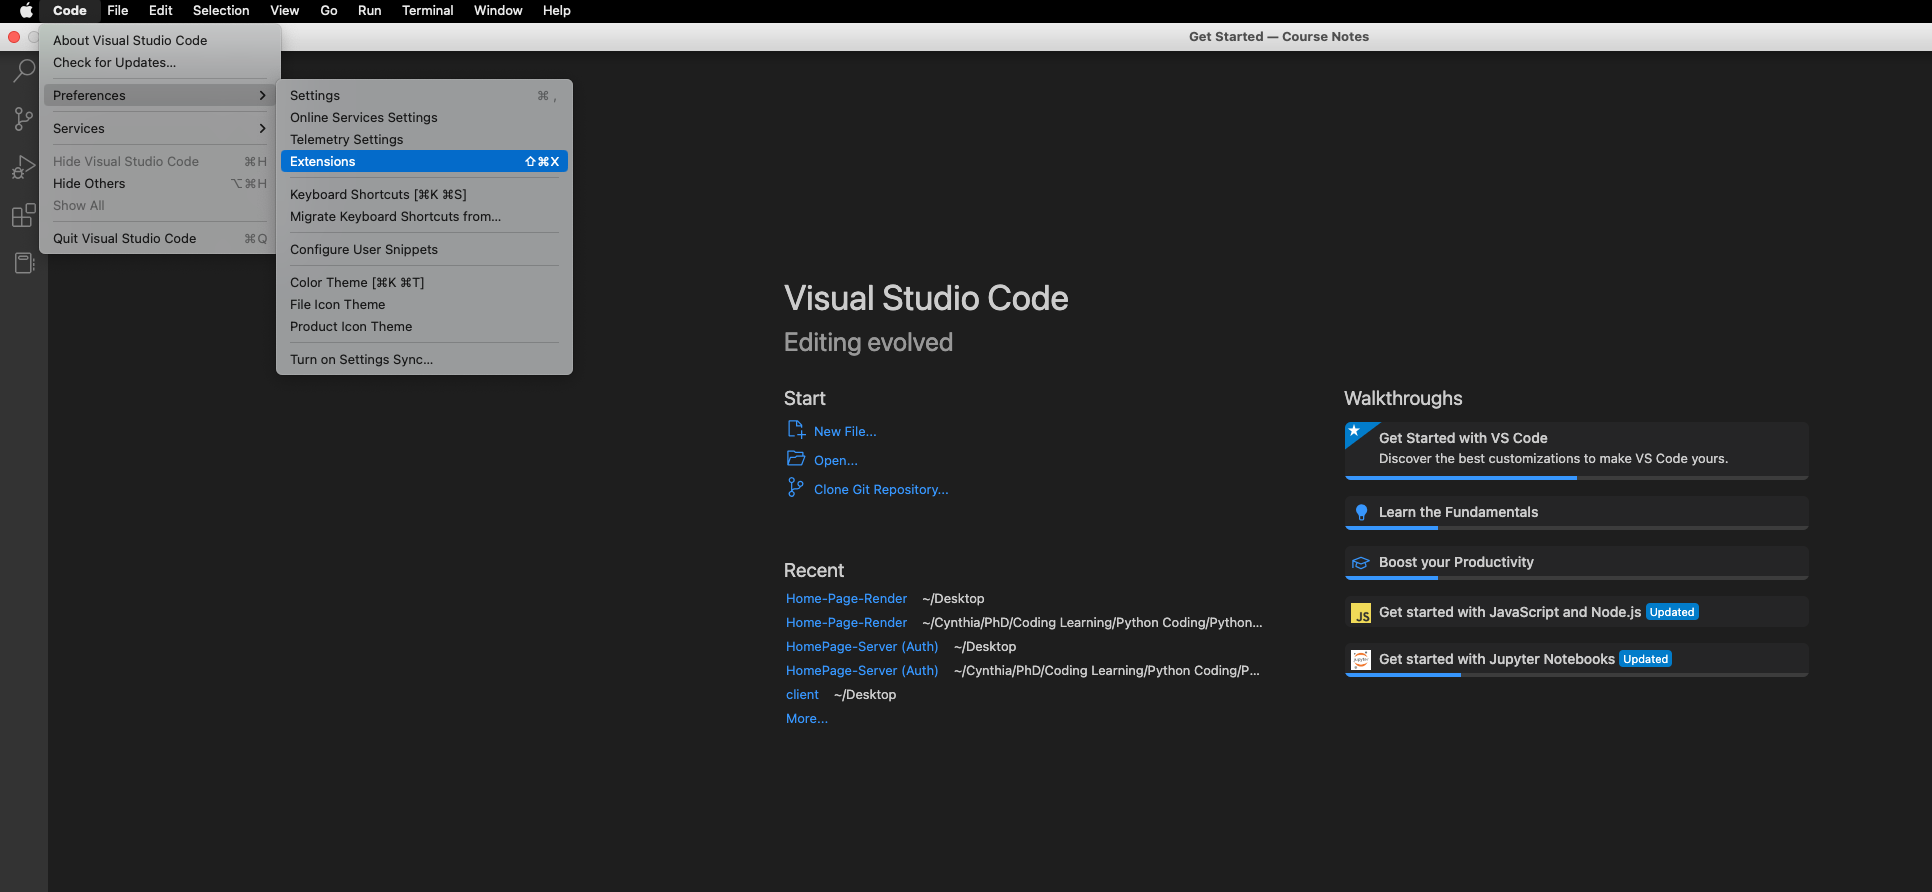 Code File Edit Selection View Go Run Terminal Window Help
Get Started — Course Notes
About Visual Studio Code
Check for Updates...
Preferences
Services
Hide Visual Studio Code ⌘H
Hide Others ⌥⌘H
Show All
Quit Visual Studio Code ⌘Q
Settings ⌘ ,
Online Services Settings
Telemetry Settings
Extensions ⇧⌘X
Keyboard Shortcuts [⌘K ⌘S]
Migrate Keyboard Shortcuts from...
Configure User Snippets
Color Theme [⌘K ⌘T]
File Icon Theme
Product Icon Theme
Turn on Settings Sync...
Visual Studio Code
Editing evolved
Start
New File...
Open...
Clone Git Repository...
Recent
Home-Page-Render ~/Desktop
Home-Page-Render ~/Cynthia/PhD/Coding Learning/Python Coding/Python...
HomePage-Server (Auth) ~/Desktop
HomePage-Server (Auth) ~/Cynthia/PhD/Coding Learning/Python Coding/P...
client ~/Desktop
More...
Walkthroughs
Get Started with VS Code
Discover the best customizations to make VS Code yours.
Learn the Fundamentals
Boost your Productivity
JS Get started with JavaScript and Node.js Updated
jupyter Get started with Jupyter Notebooks Updated